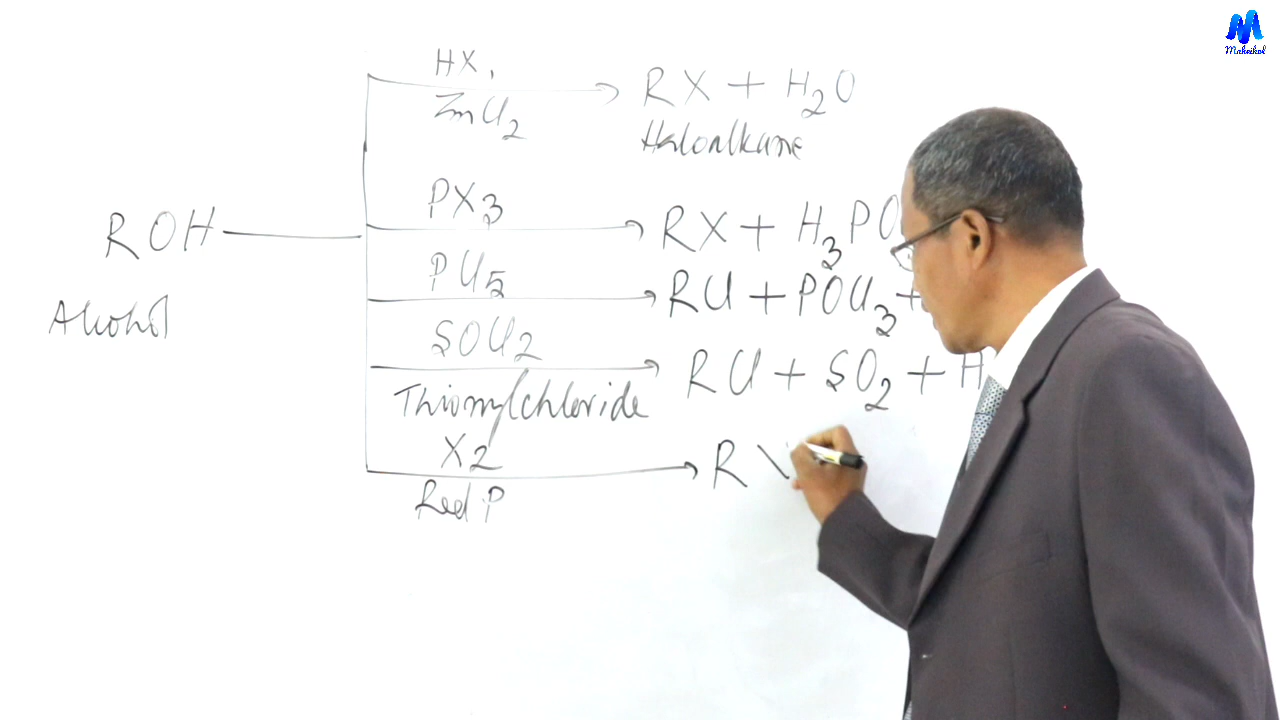 HX,
ZnCl2
RX + H2O
Haloalkane
PX3
RX + H3PO
ROH
PCl5
RCl + POCl3 +
Alcohol
SOCl2
RCl + SO2 + H
Thionylchloride
X2
R
Red P
Maheikol